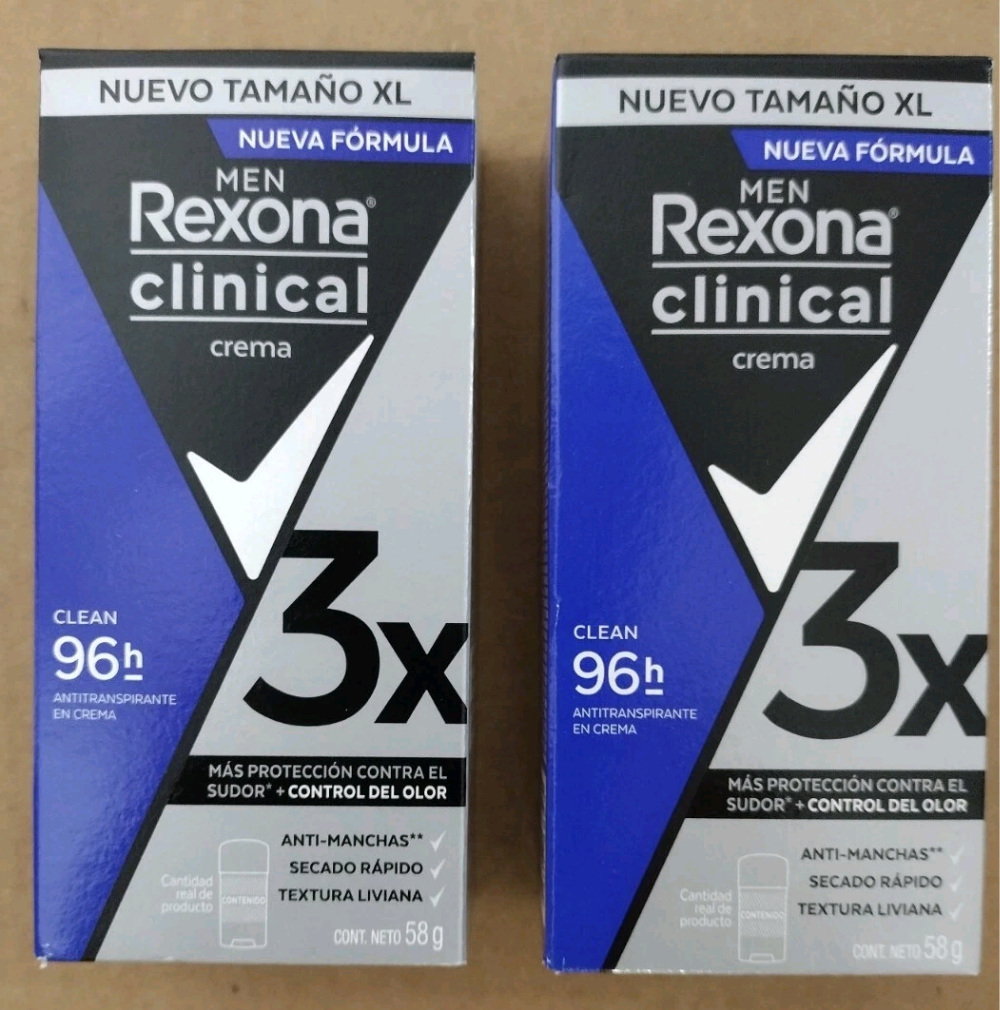 NUEVO TAMAÑO XL
NUEVA FÓRMULA
MEN
Rexona®
clinical
crema
3x
CLEAN
96h
ANTITRANSPIRANTE
EN CREMA
MÁS PROTECCIÓN CONTRA EL
SUDOR* + CONTROL DEL OLOR
ANTI-MANCHAS**
SECADO RÁPIDO
TEXTURA LIVIANA
Cantidad
real de
producto
CONTENIDO
CONT. NETO 58 g
NUEVO TAMAÑO XL
NUEVA FÓRMULA
MEN
Rexona®
clinical
crema
3x
CLEAN
96h
ANTITRANSPIRANTE
EN CREMA
MÁS PROTECCIÓN CONTRA EL
SUDOR* + CONTROL DEL OLOR
ANTI-MANCHAS**
SECADO RÁPIDO
TEXTURA LIVIANA
Cantidad
real de
producto
CONTENIDO
CONT. NETO 58 g